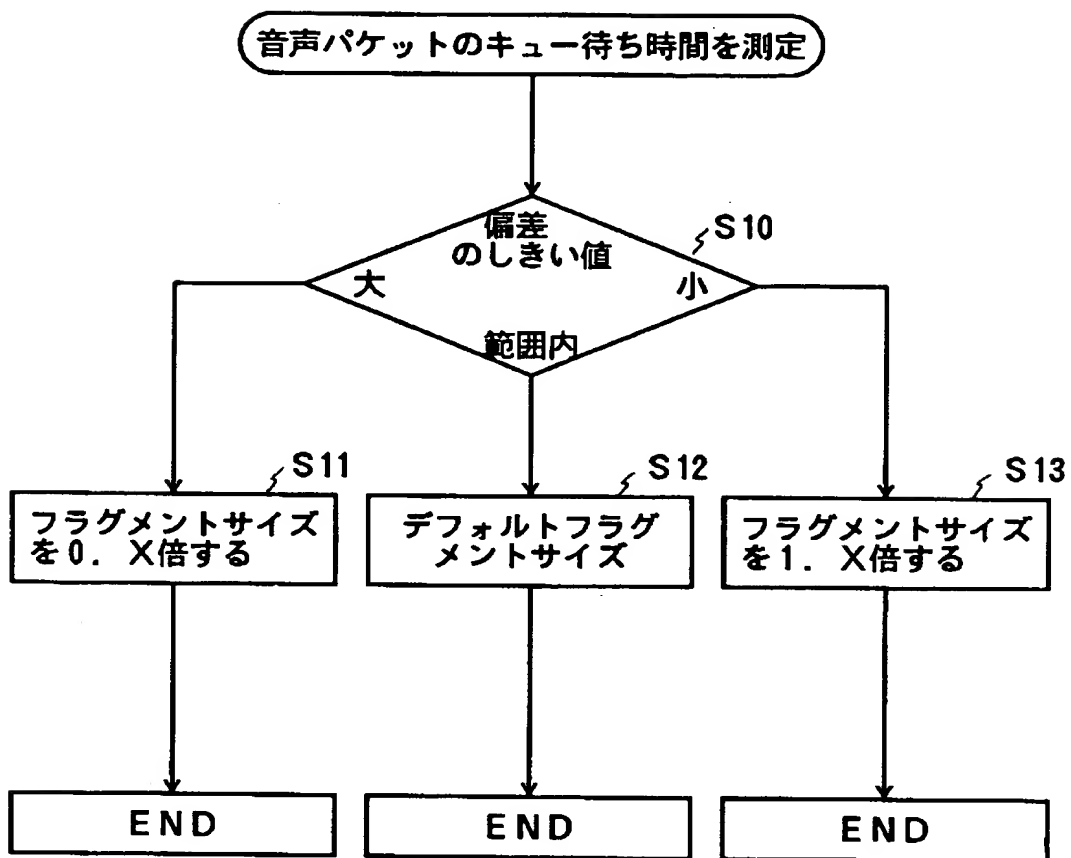 音声パケットのキュー待ち時間を測定
偏差
のしきい値
S10
大
小
範囲内
S11
S12
S13
フラグメントサイズ
を0．X倍する
デフォルトフラグ
メントサイズ
フラグメントサイズ
を1．X倍する
END
END
END